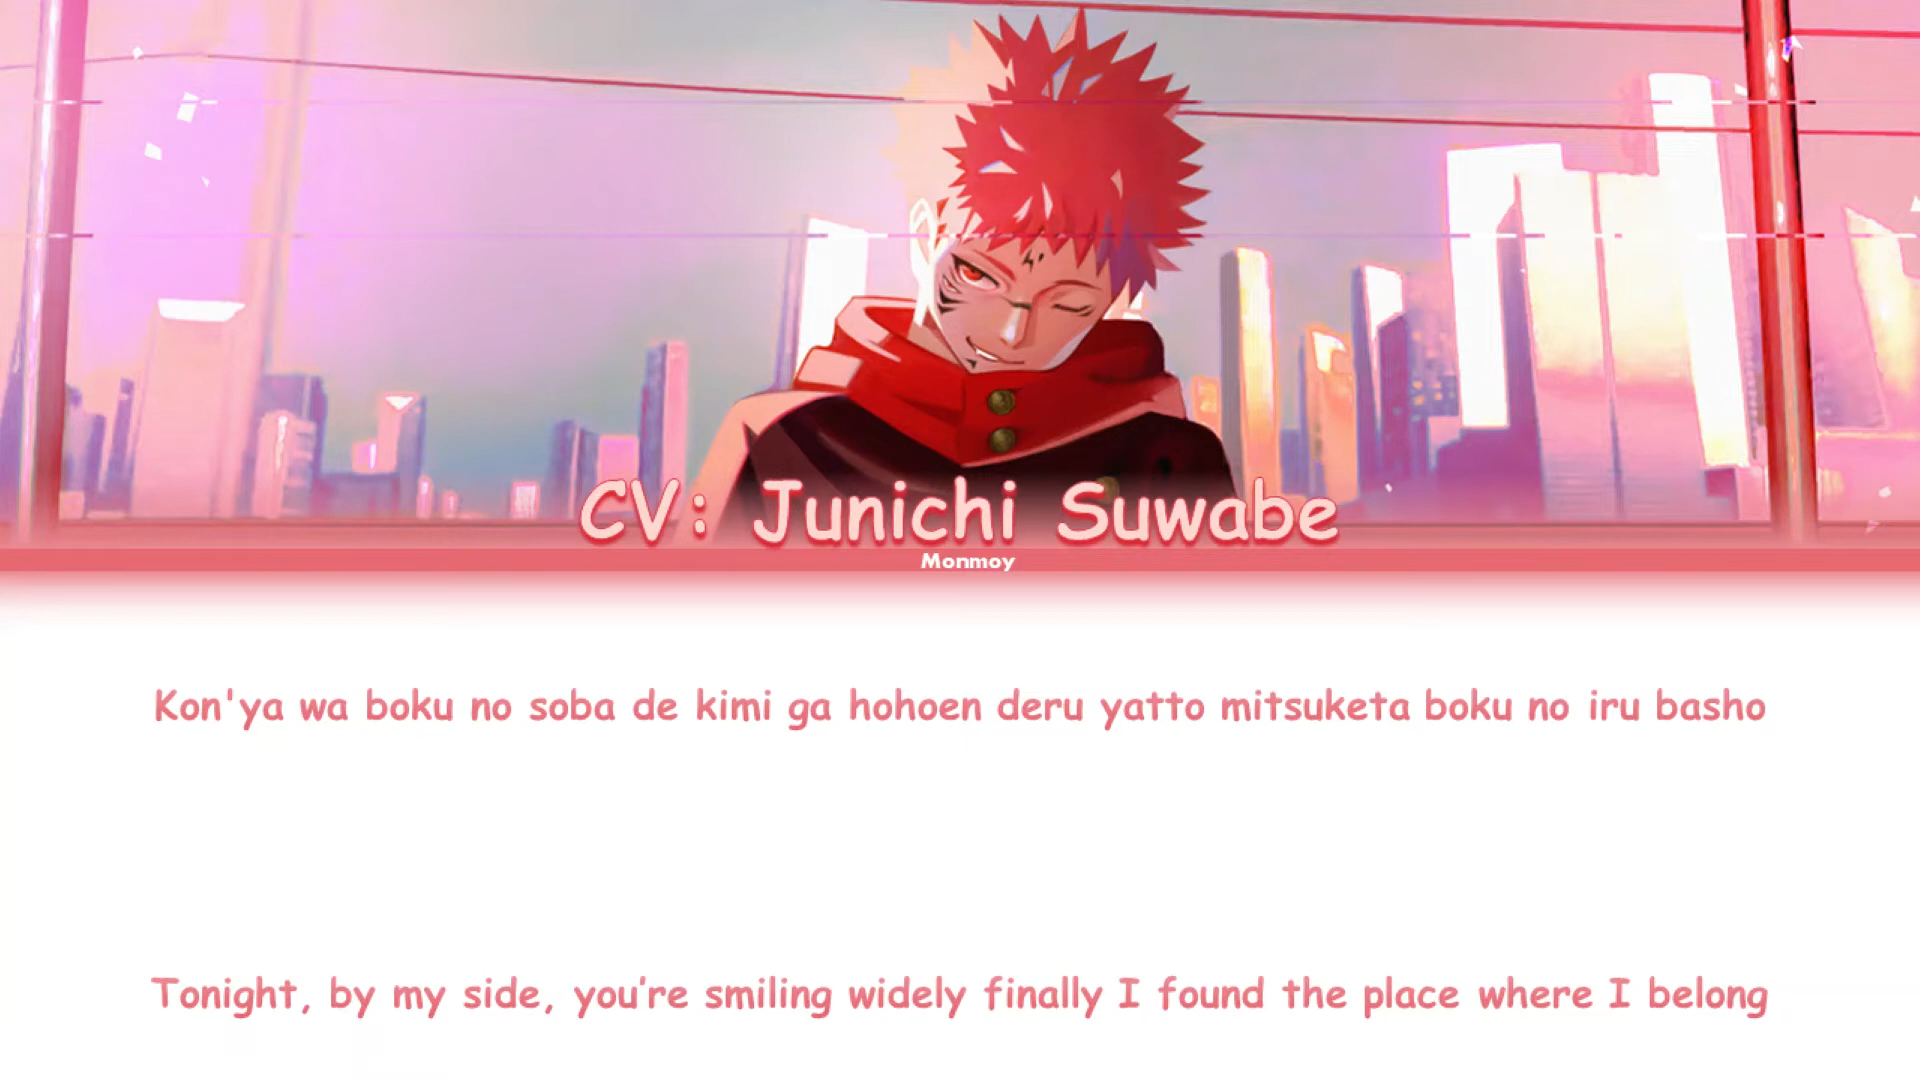 CV: Junichi Suwabe
Monmoy
Kon'ya wa boku no soba de kimi ga hohoen deru yatto mitsuketa boku no iru basho
Tonight, by my side, you’re smiling widely finally I found the place where I belong